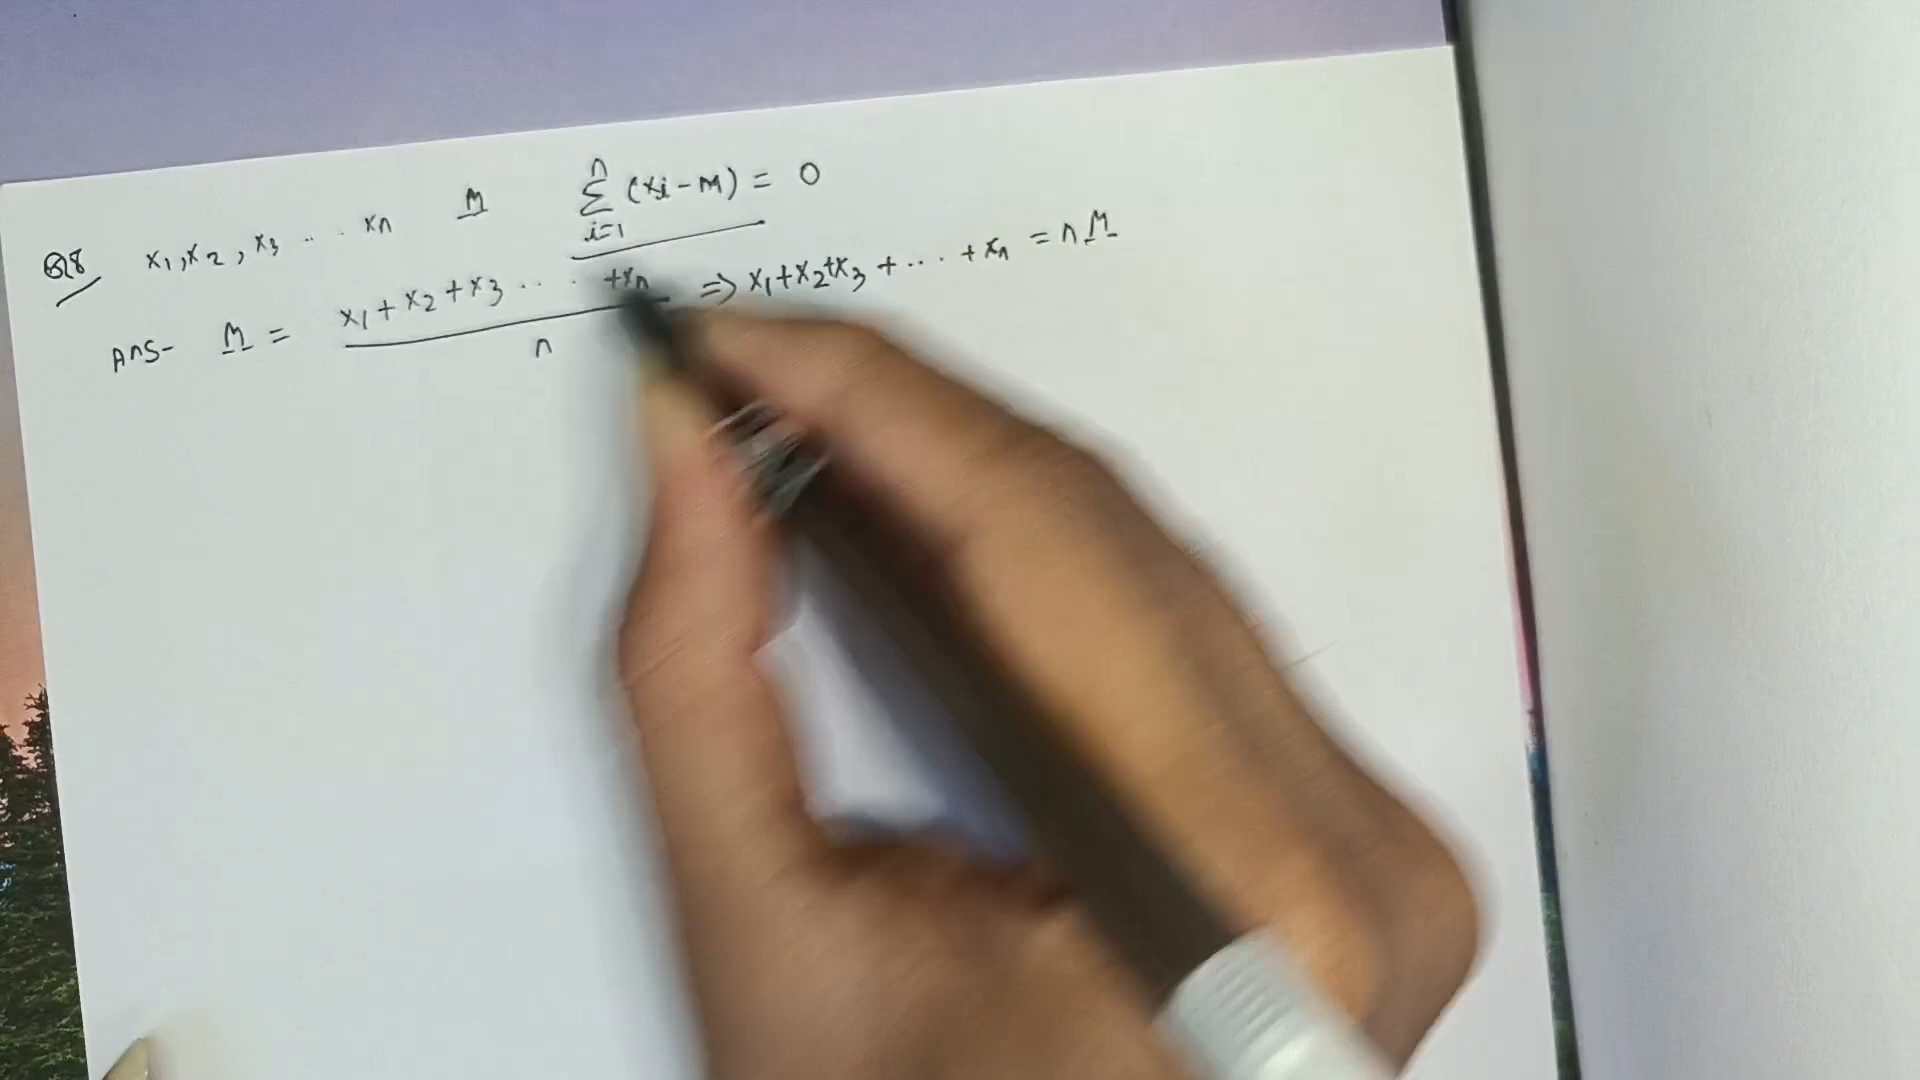 Q8 x₁,x₂,x₃ .. . xn M n Σ i=1 (xi-M) = 0
Ans- M = x₁+x₂+x₃ .. . +xn / n => x₁+x₂+x₃+... +xn = nM